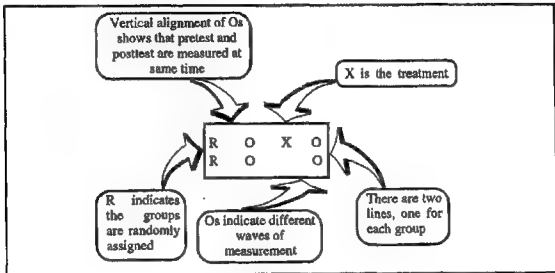 Vertical alignment of Os
shows that pretest and
posttest are measured at
same time
X is the treatment
R O X O
R O O
R indicates
the groups
are randomly
assigned
Os indicate different
waves of
measurement
There are two
lines, one for
each group